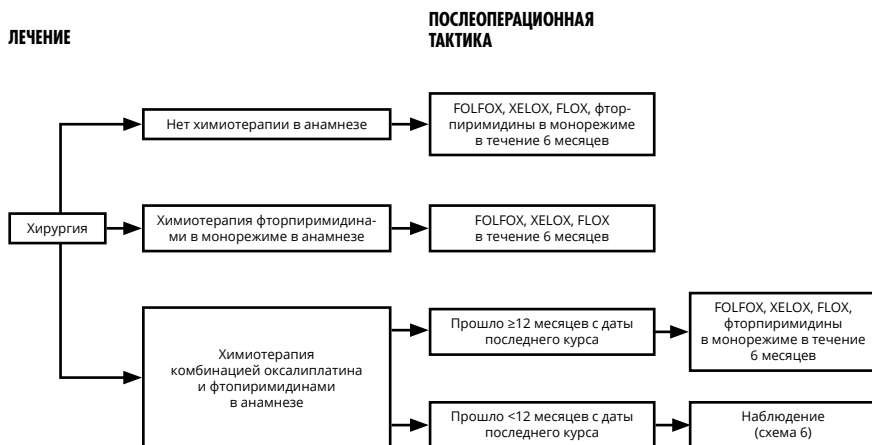 ЛЕЧЕНИЕ
ПОСЛЕОПЕРАЦИОННАЯ
ТАКТИКА
Нет химиотерапии в анамнезе
FOLFOX, XELOX, FLOX, фтор-
пиримидины в монорежиме
в течение 6 месяцев
Хирургия
Химиотерапия фторпиримидина-
ми в монорежиме в анамнезе
FOLFOX, XELOX, FLOX
в течение 6 месяцев
Химиотерапия
комбинацией оксалиплатина
и фтопиримидинами
в анамнезе
Прошло ≥12 месяцев с даты
последнего курса
FOLFOX, XELOX, FLOX,
фторпиримидины
в монорежиме в течение
6 месяцев
Прошло <12 месяцев с даты
последнего курса
Наблюдение
(схема 6)